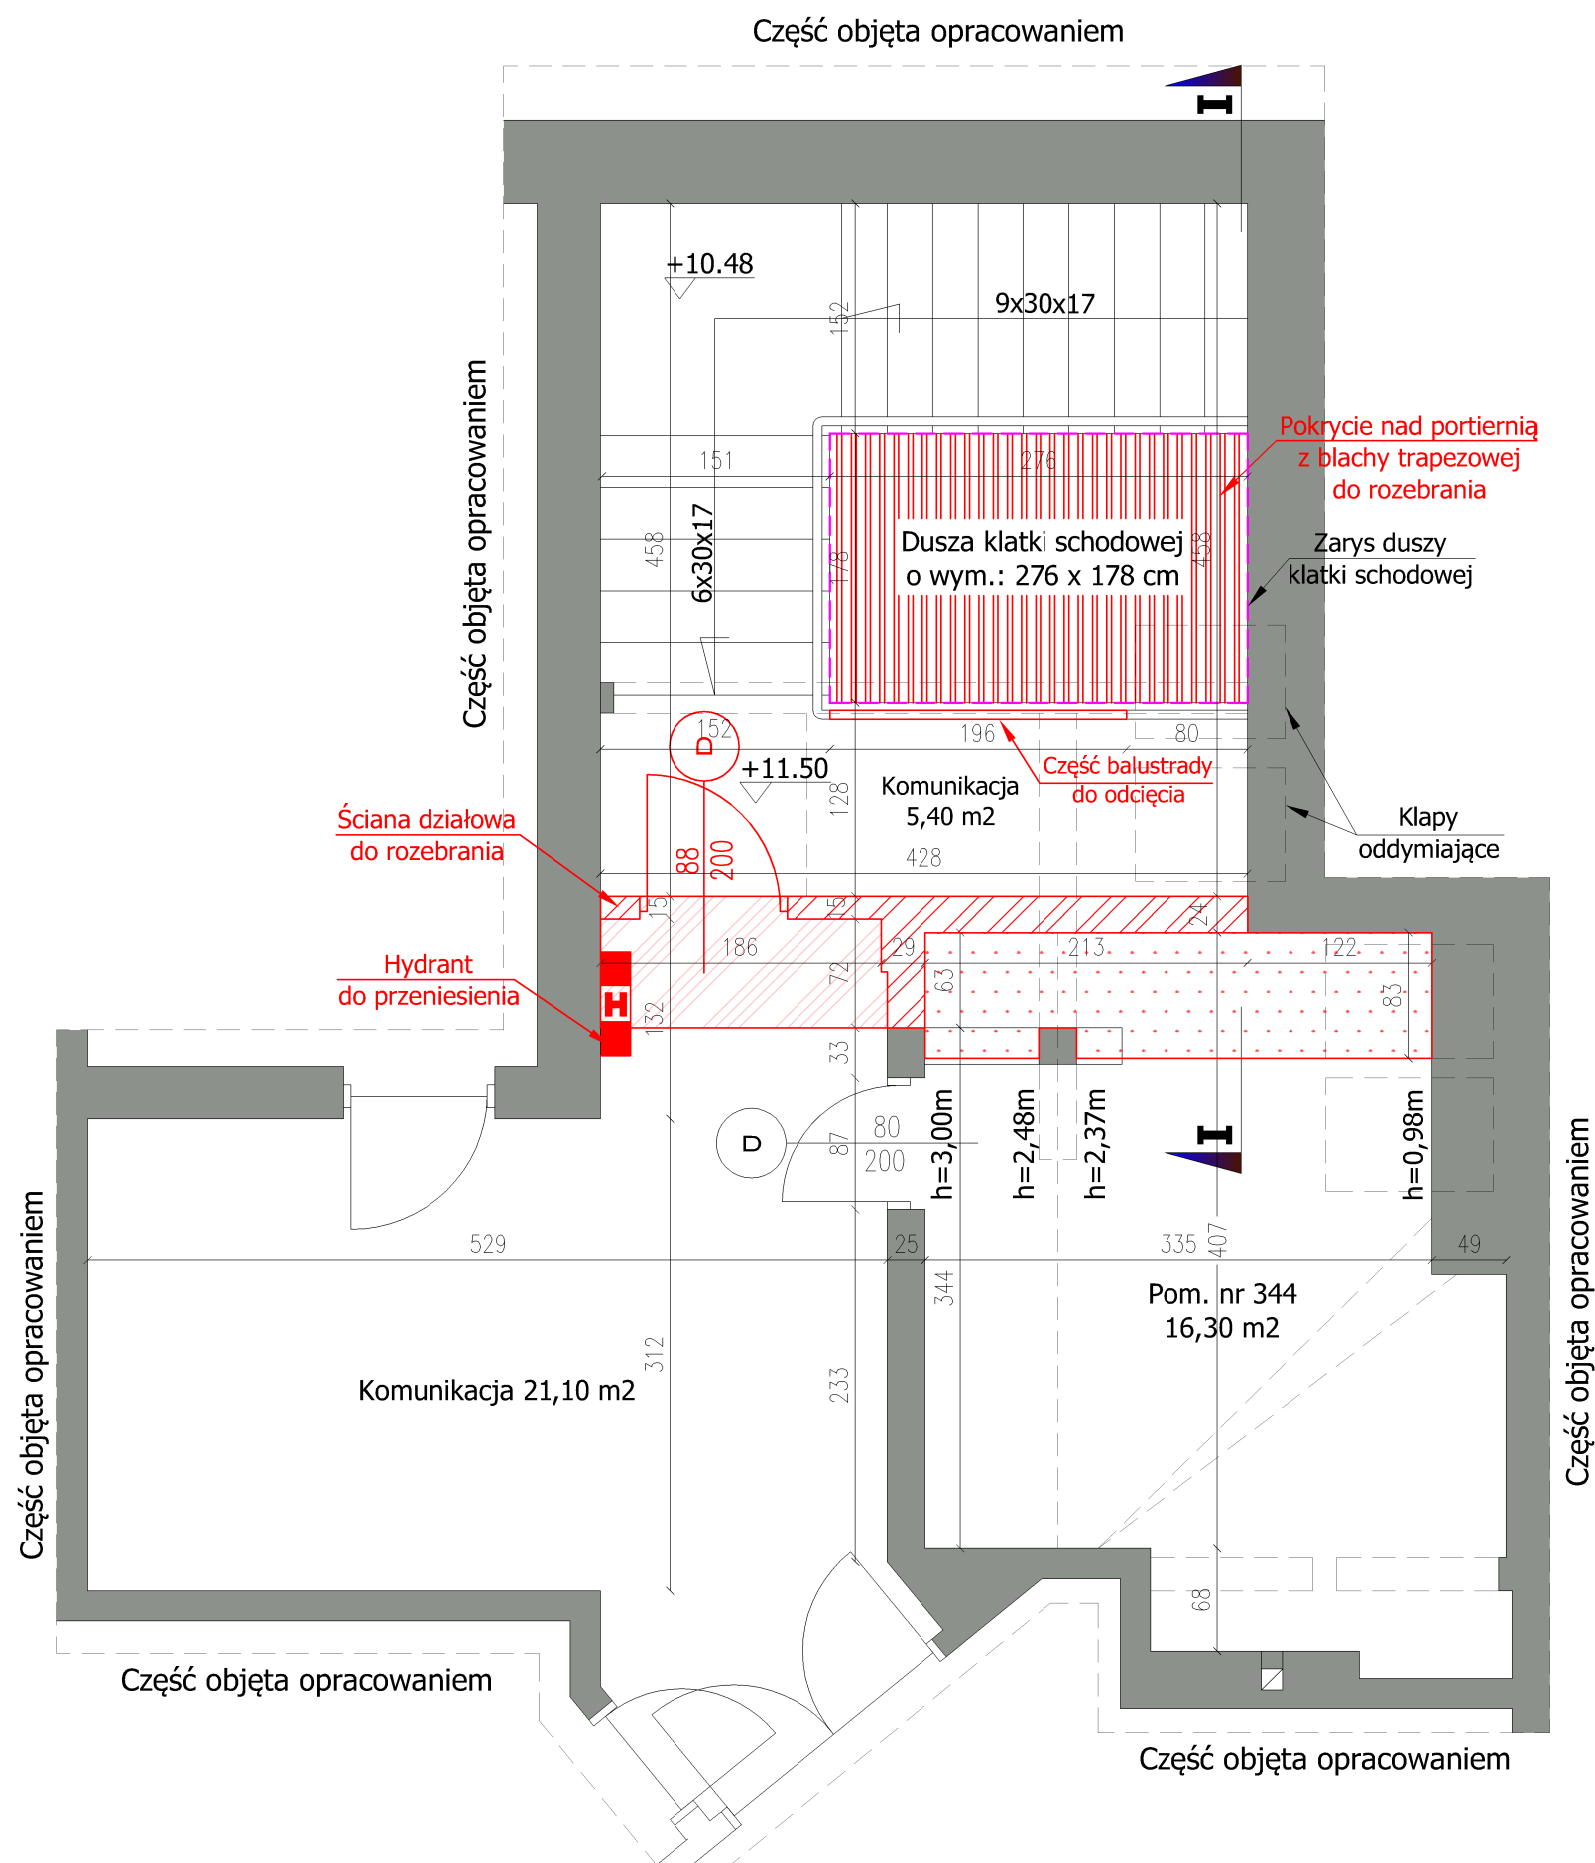 Część objęta opracowaniem
I
+10.48
9x30x17
152
Część objęta opracowaniem
Pokrycie nad portiernią
z blachy trapezowej
do rozebrania
151
276
458
6x30x17
178
458
Dusza klatki schodowej
o wym.: 276 x 178 cm
Zarys duszy
klatki schodowej
152
D
196
80
+11.50
Część balustrady
do odcięcia
Komunikacja
5,40 m2
128
Klapy
oddymiające
Ściana działowa
do rozebrania
88
200
428
15
15
24
186
29
213
122
Hydrant
do przeniesienia
H
132
72
63
83
33
D
80
200
87
h=3,00m
h=2,48m
h=2,37m
I
h=0,98m
529
25
335
407
49
344
Pom. nr 344
16,30 m2
312
233
Komunikacja 21,10 m2
Część objęta opracowaniem
Część objęta opracowaniem
68
Część objęta opracowaniem
Część objęta opracowaniem